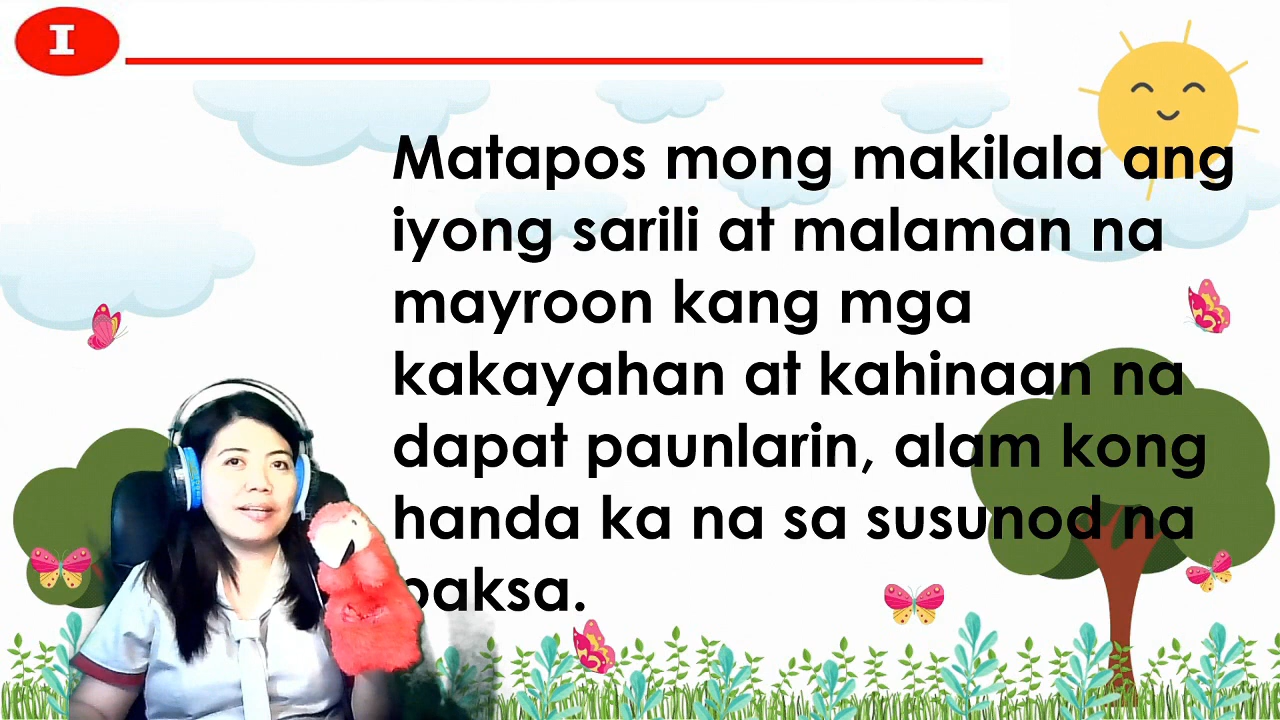 I
Matapos mong makilala ang
iyong sarili at malaman na
mayroon kang mga
kakayahan at kahinaan na
dapat paunlarin, alam kong
handa ka na sa susunod na
paksa.